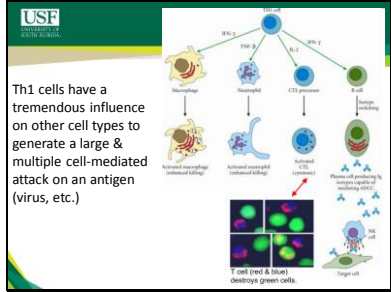 USF
UNIVERSITY OF
SOUTH FLORIDA
Th1 cells have a
tremendous influence
on other cell types to
generate a large &
multiple cell-mediated
attack on an antigen
(virus, etc.)
TH1 cell
IFN-γ
TNF-β
IL-2
IFN-γ
Macrophage
Neutrophil
CTL precursor
B cell
Isotype
switching
Activated macrophage
(enhanced killing)
Activated neutrophil
(enhanced killing)
Activated
CTL
(cytotoxic)
Plasma cell producing Ig
isotypes capable of
mediating ADCC
NK
cell
Target cell
T cell (red & blue)
destroys green cells.